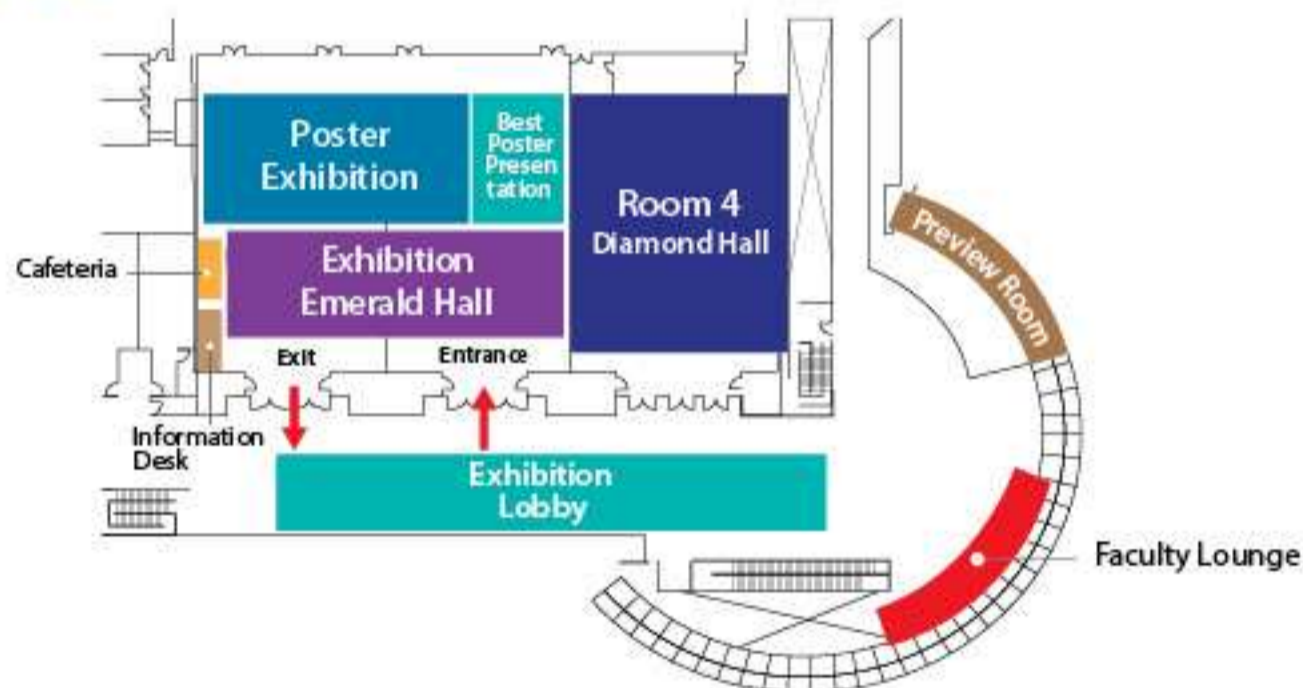 Poster
Exhibition
Best
Poster
Presen
tation
Room 4
Diamond Hall
Preview Room
Cafeteria
Exhibition
Emerald Hall
Exit
Entrance
Information
Desk
Exhibition
Lobby
Faculty Lounge